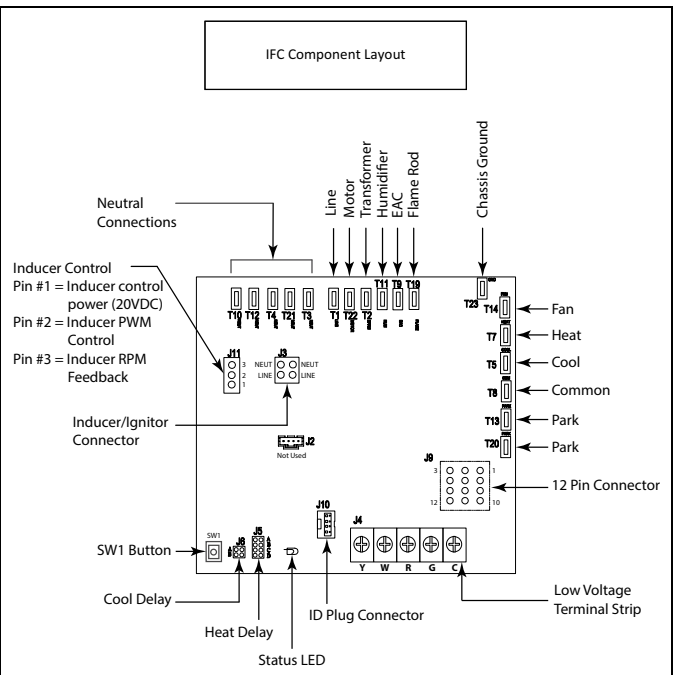 IFC Component Layout
Neutral
Connections
Line
Motor
Transformer
Humidifier
EAC
Flame Rod
Chassis Ground
Inducer Control
Pin #1 = Inducer control
power (20VDC)
Pin #2 = Inducer PWM
Control
Pin #3 = Inducer RPM
Feedback
T10
T12
T4
T21
T3
T1
T22
T2
T11
T9
T19
T23
T14
Fan
T7
Heat
T5
Cool
T8
Common
T13
Park
T20
Park
J11
3
2
1
J3
NEUT
NEUT
LINE
LINE
Inducer/Ignitor
Connector
J2
Not Used
J9
3
1
12
10
12 Pin Connector
SW1
SW1 Button
J6
A
B
J5
A
B
C
D
J10
J4
Y W R G C
Cool Delay
Heat Delay
Status LED
ID Plug Connector
Low Voltage
Terminal Strip